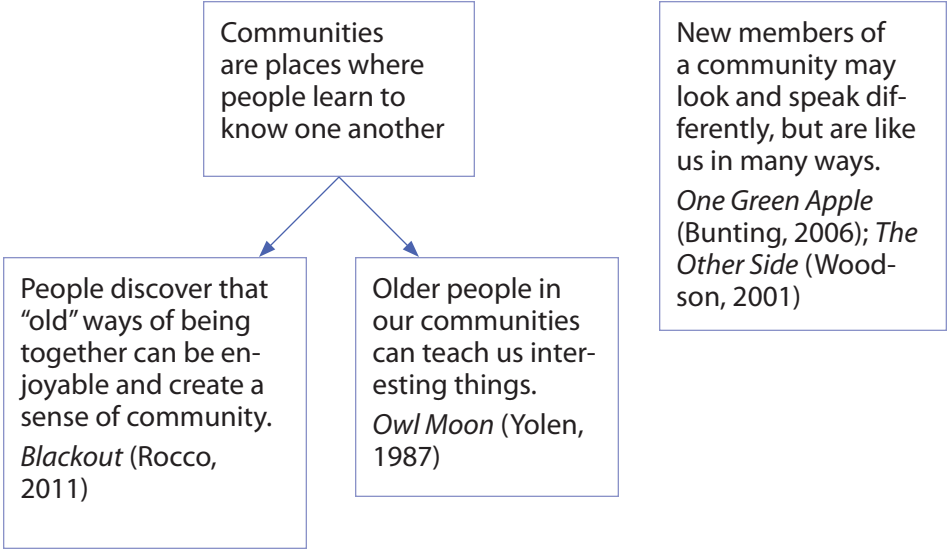 Communities
are places where
people learn to
know one another
New members of
a community may
look and speak dif-
ferently, but are like
us in many ways.
One Green Apple
(Bunting, 2006); The
Other Side (Wood-
son, 2001)
People discover that
“old” ways of being
together can be en-
joyable and create a
sense of community.
Blackout (Rocco,
2011)
Older people in
our communities
can teach us inter-
esting things.
Owl Moon (Yolen,
1987)